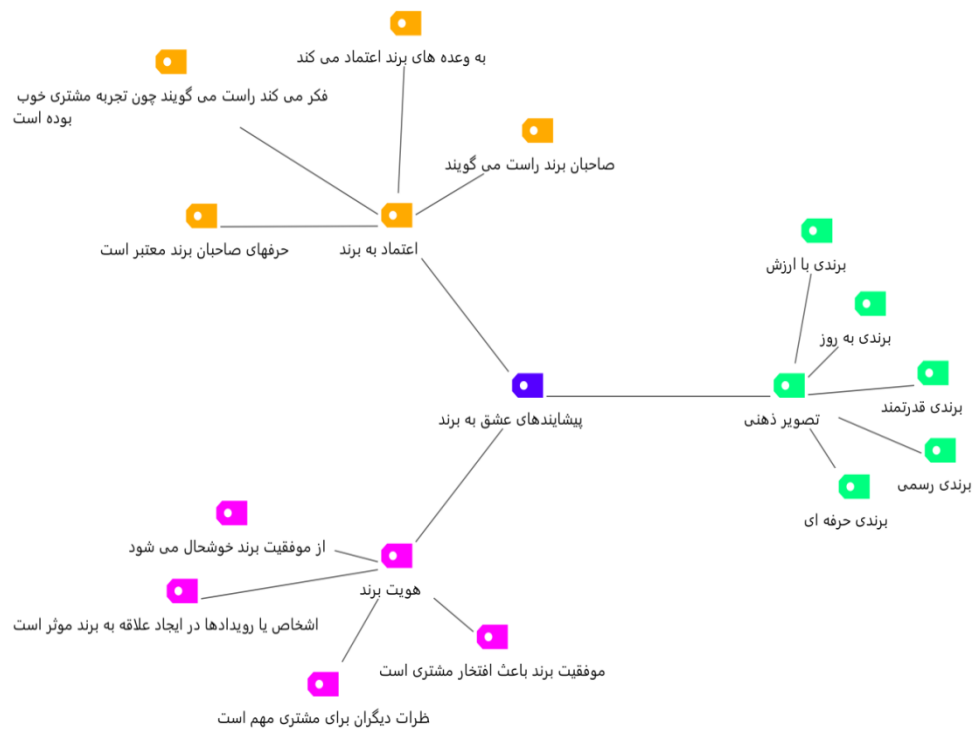 به وعده های برند اعتماد می کند
فکر می کند راست می گویند چون تجربه مشتری خوب
بوده است
صاحبان برند راست می گویند
حرفهای صاحبان برند معتبر است
اعتماد به برند
برندی با ارزش
برندی به روز
برندی قدرتمند
تصویر ذهنی
پیشایندهای عشق به برند
برندی رسمی
برندی حرفه ای
از موفقیت برند خوشحال می شود
هویت برند
اشخاص یا رویدادها در ایجاد علاقه به برند موثر است
موفقیت برند باعث افتخار مشتری است
ظرات دیگران برای مشتری مهم است